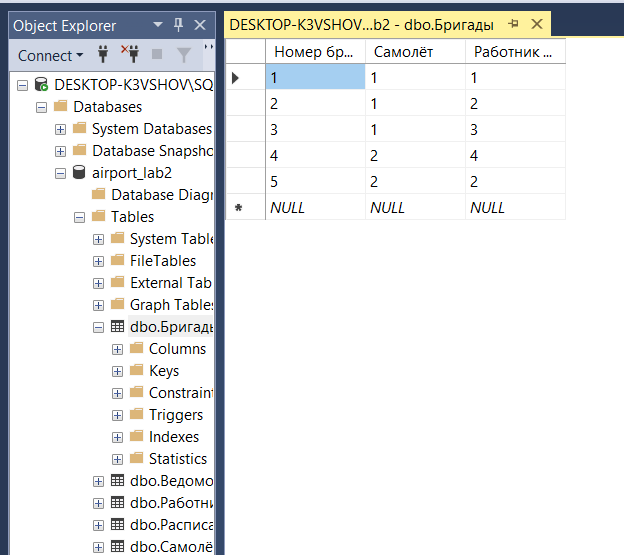 Object Explorer
Connect
DESKTOP-K3VSHOV\SQ
Databases
System Databases
Database Snapsho
airport_lab2
Database Diagr
Tables
System Table
FileTables
External Tab
Graph Tables
dbo.Бригады
Columns
Keys
Constraint
Triggers
Indexes
Statistics
dbo.Ведомо
dbo.Работни
dbo.Расписа
dbo.Самолё
DESKTOP-K3VSHOV...b2 - dbo.Бригады
Номер бр... Самолёт Работник ...
1 1 1
2 1 2
3 1 3
4 2 4
5 2 2
NULL NULL NULL